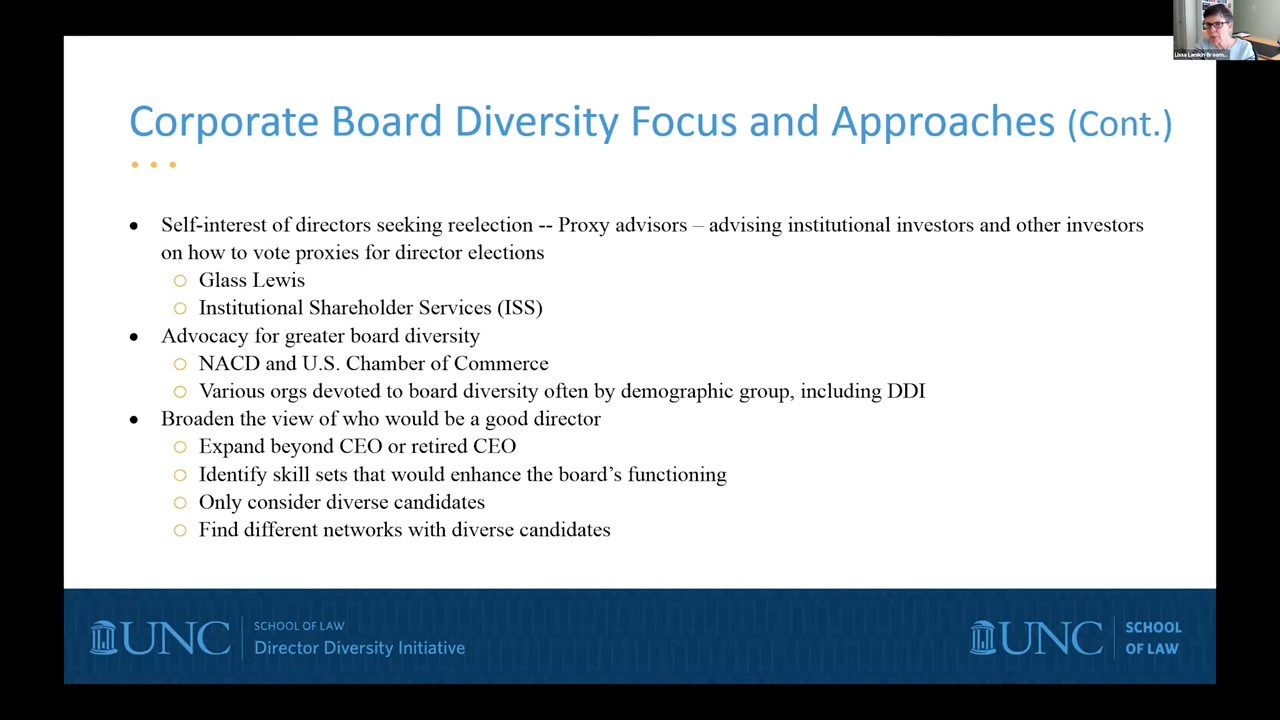 Lissa Lamkin Broom...
Corporate Board Diversity Focus and Approaches (Cont.)
• Self-interest of directors seeking reelection -- Proxy advisors – advising institutional investors and other investors
on how to vote proxies for director elections
○ Glass Lewis
○ Institutional Shareholder Services (ISS)
• Advocacy for greater board diversity
○ NACD and U.S. Chamber of Commerce
○ Various orgs devoted to board diversity often by demographic group, including DDI
• Broaden the view of who would be a good director
○ Expand beyond CEO or retired CEO
○ Identify skill sets that would enhance the board’s functioning
○ Only consider diverse candidates
○ Find different networks with diverse candidates
UNC SCHOOL OF LAW
Director Diversity Initiative
UNC SCHOOL
OF LAW